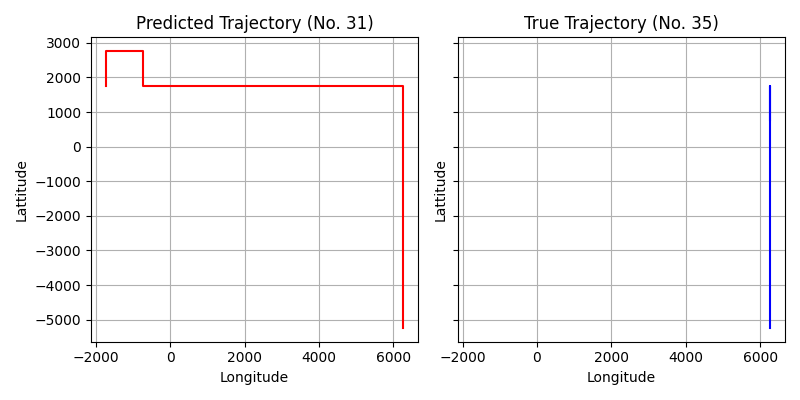 Predicted Trajectory (No. 31)
True Trajectory (No. 35)
3000
2000
1000
0
−1000
−2000
−3000
−4000
−5000
Lattitude
Lattitude
−2000 0 2000 4000 6000
−2000 0 2000 4000 6000
Longitude
Longitude